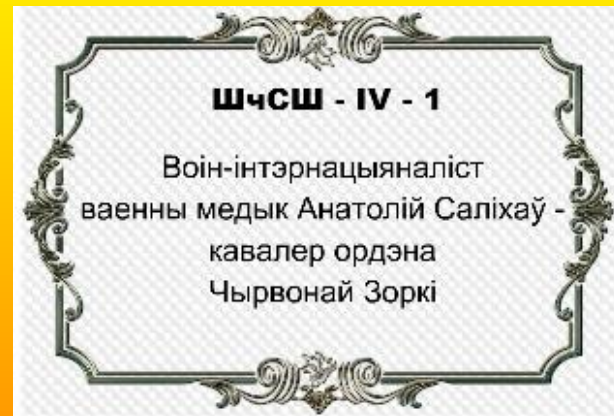 ШчСШ - IV - 1
Воін-інтэрнацыяналіст
ваенны медык Анатолій Саліхаў -
кавалер ордэна
Чырвонай Зоркі